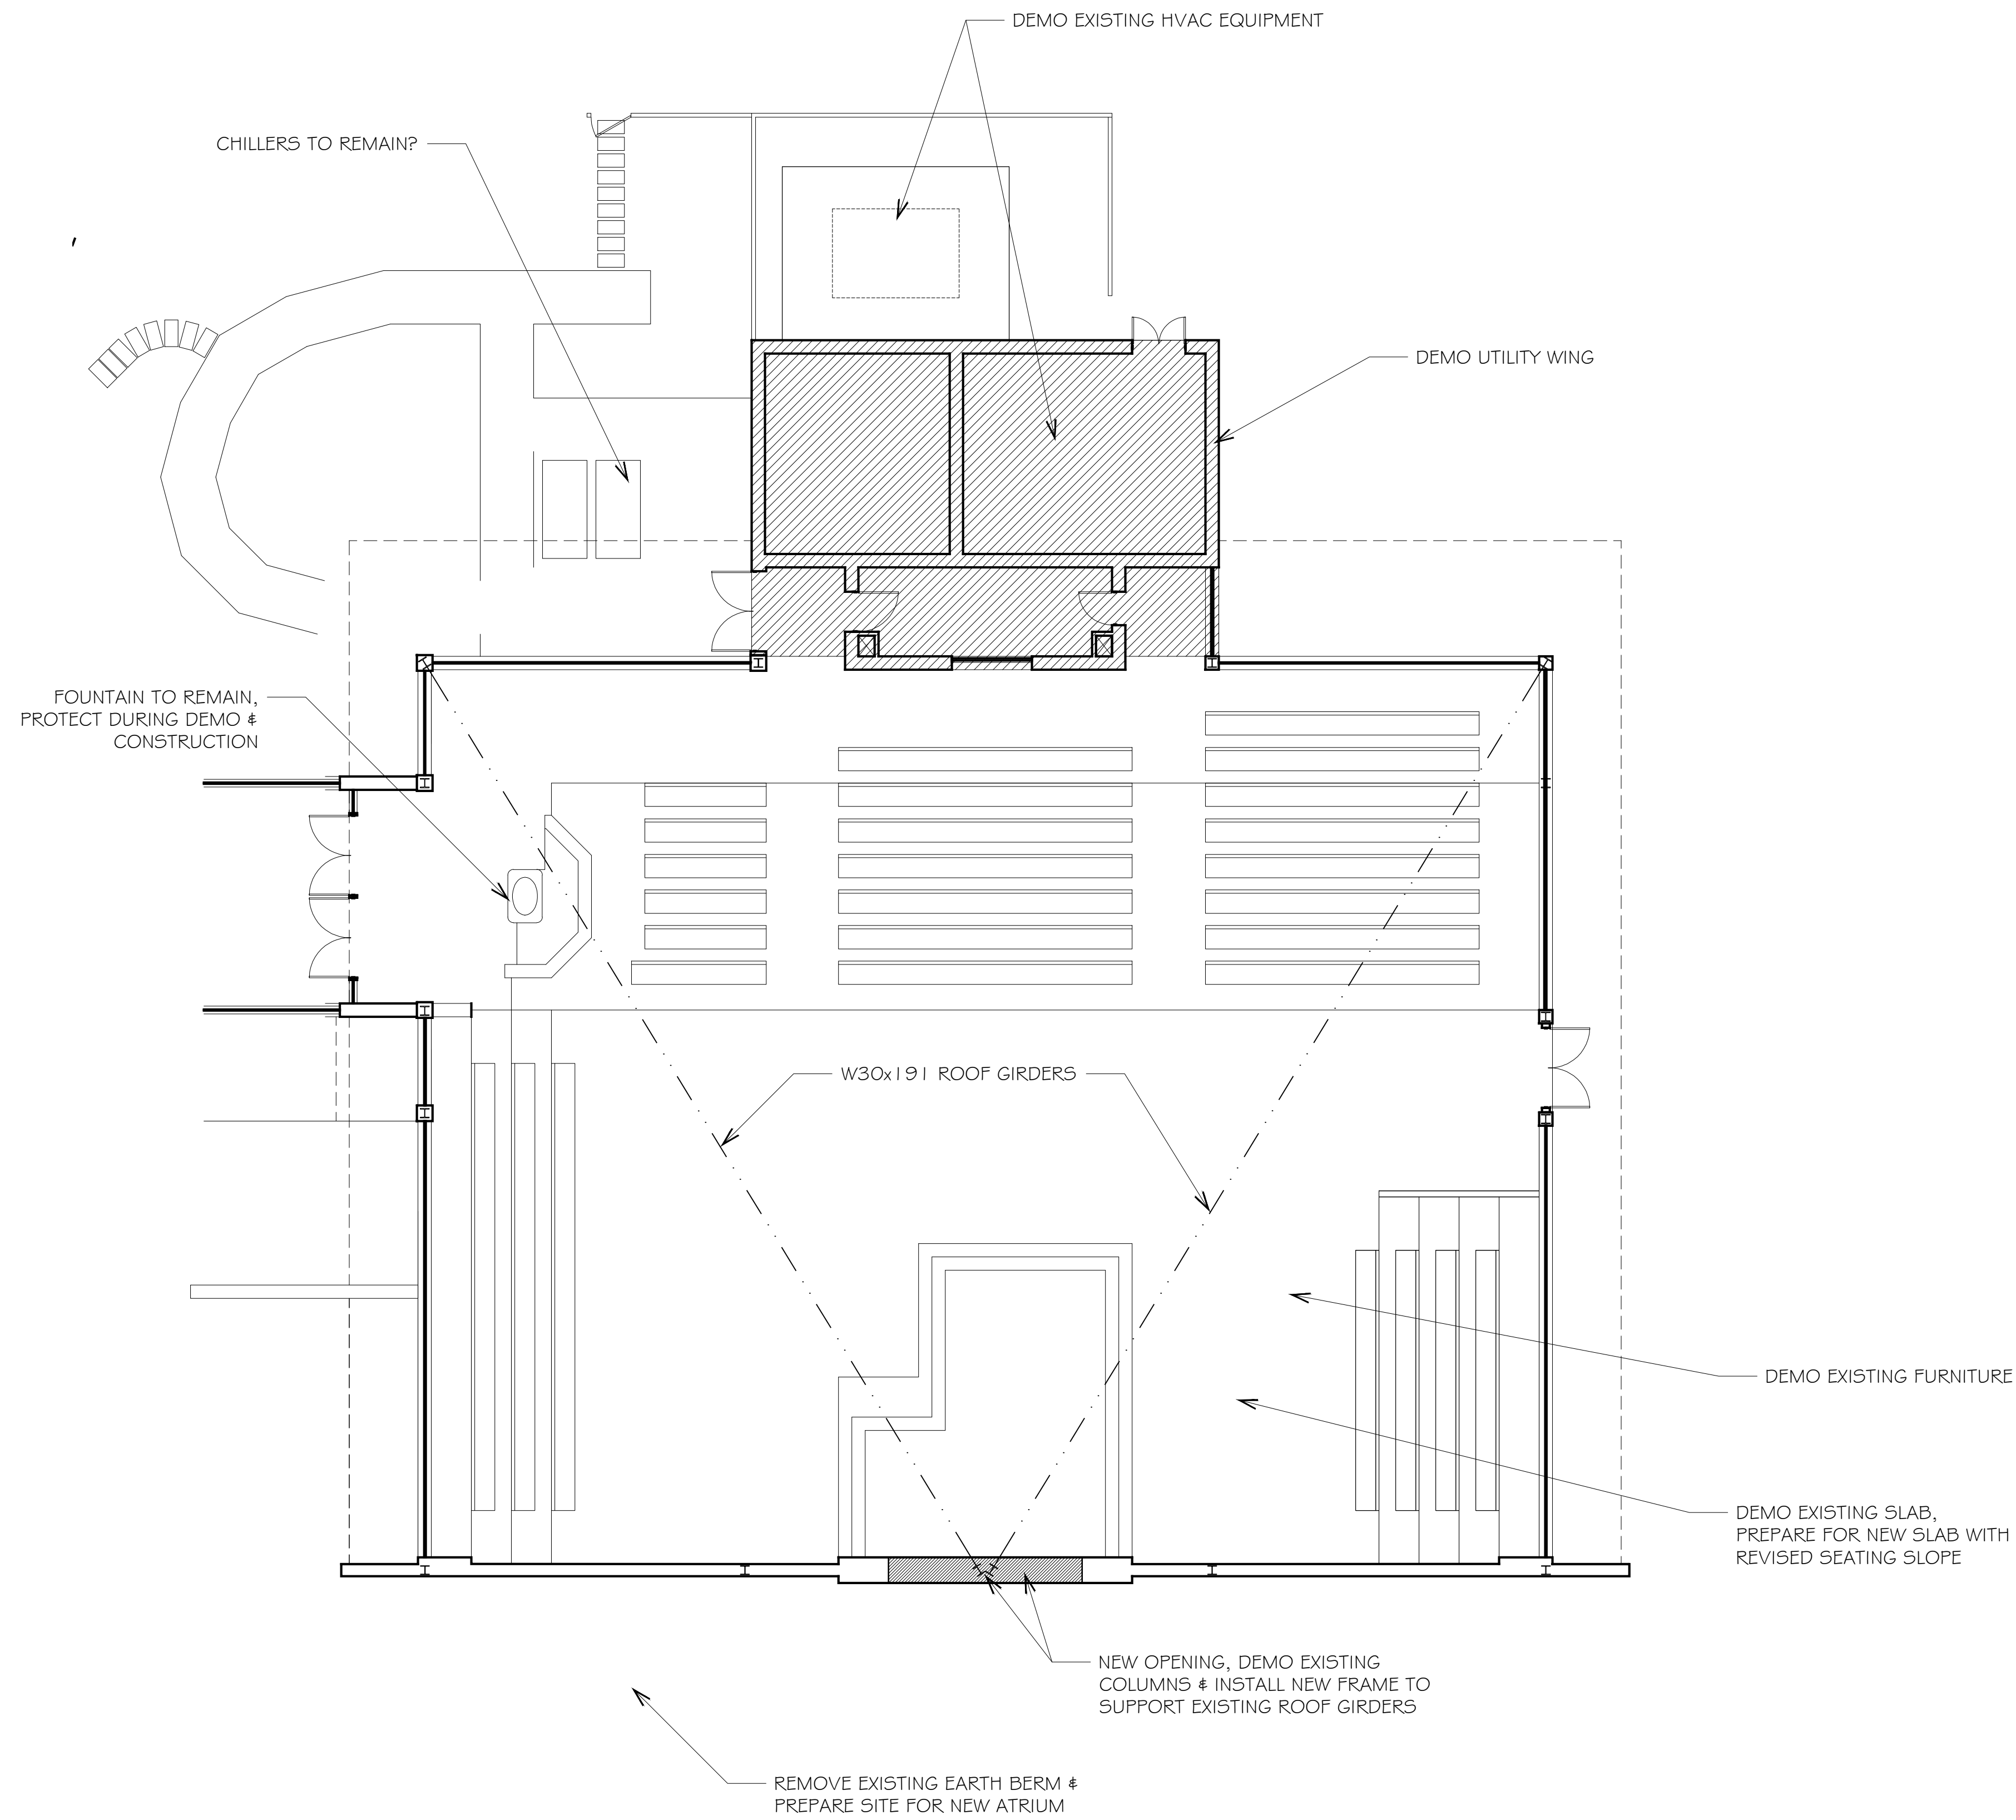 DEMO EXISTING HVAC EQUIPMENT
CHILLERS TO REMAIN?
DEMO UTILITY WING
FOUNTAIN TO REMAIN,
PROTECT DURING DEMO &
CONSTRUCTION
W30x191 ROOF GIRDERS
DEMO EXISTING FURNITURE
DEMO EXISTING SLAB,
PREPARE FOR NEW SLAB WITH
REVISED SEATING SLOPE
NEW OPENING, DEMO EXISTING
COLUMNS & INSTALL NEW FRAME TO
SUPPORT EXISTING ROOF GIRDERS
REMOVE EXISTING EARTH BERM &
PREPARE SITE FOR NEW ATRIUM